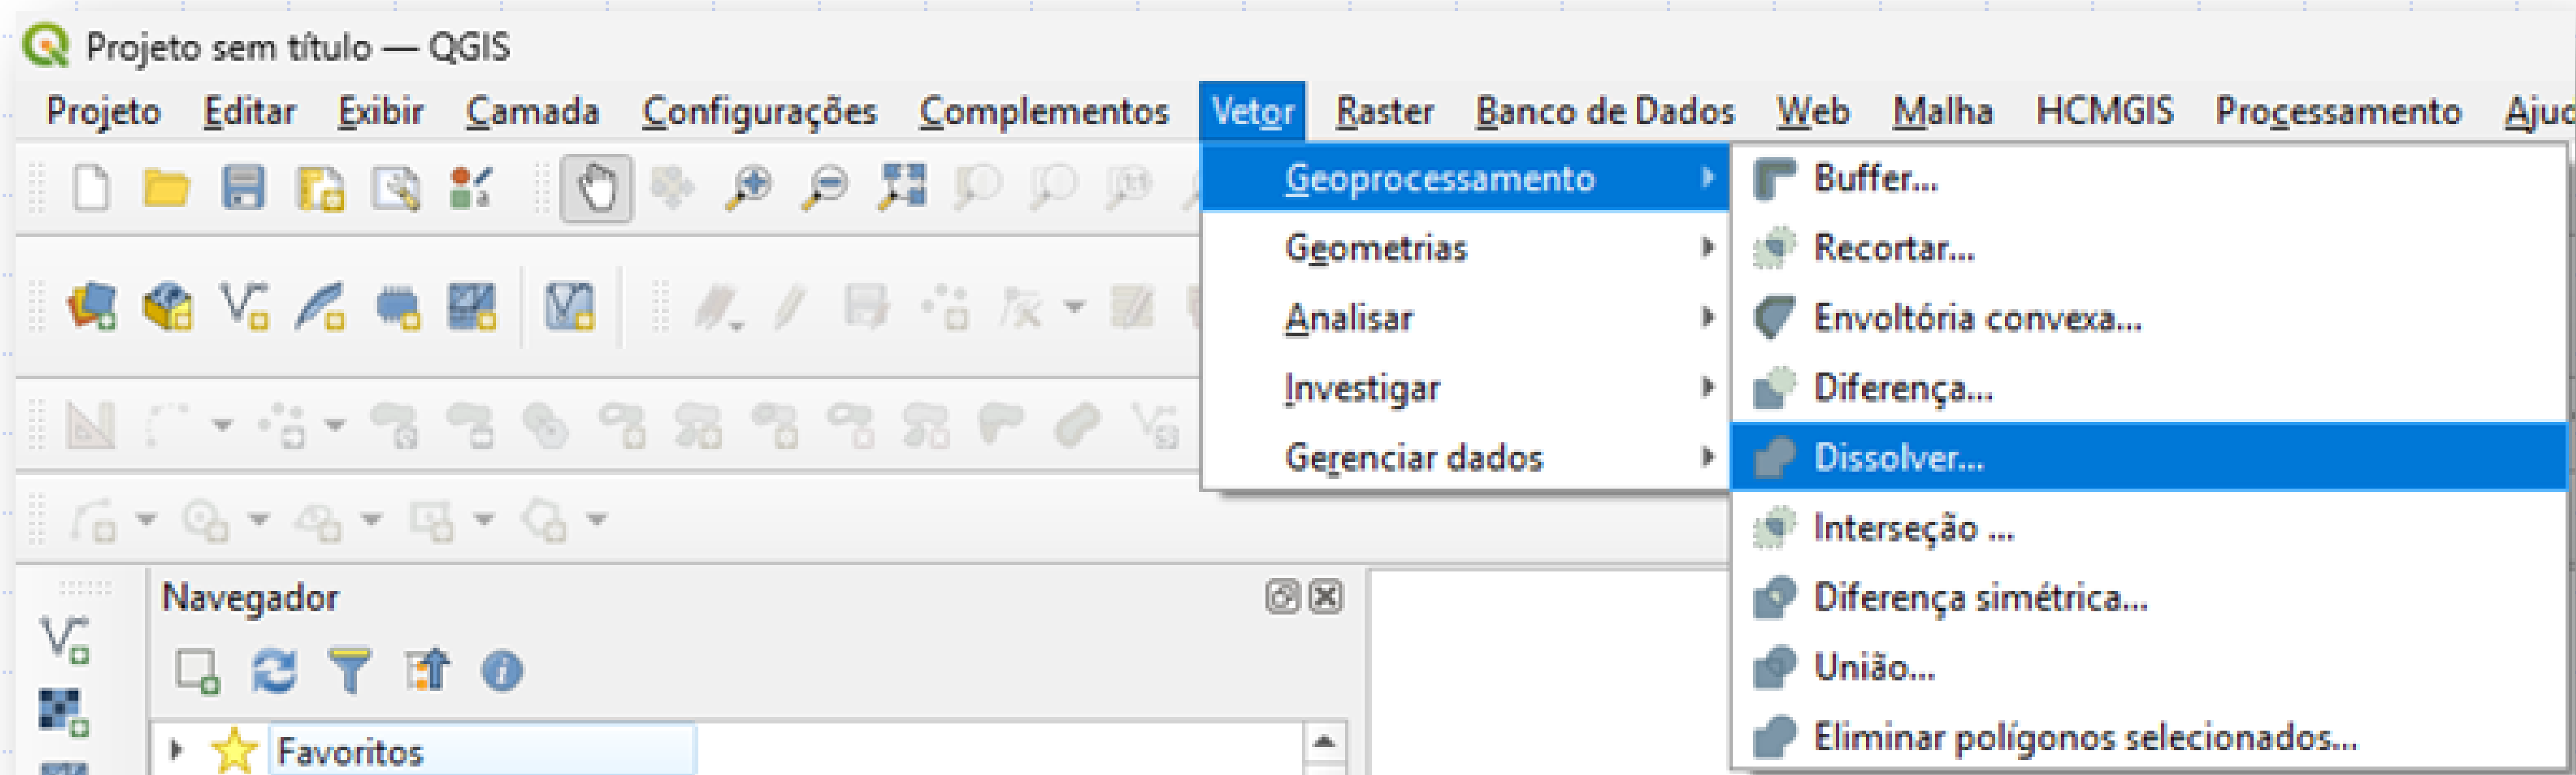 Projeto sem título — QGIS
Projeto Editar Exibir Camada Configurações Complementos Vetor Raster Banco de Dados Web Malha HCMGIS Processamento Ajud
Geoprocessamento
Geometrias
Analisar
Investigar
Gerenciar dados
Buffer...
Recortar...
Envoltória convexa...
Diferença...
Dissolver...
Interseção ...
Diferença simétrica...
União...
Eliminar polígonos selecionados...
Navegador
Favoritos